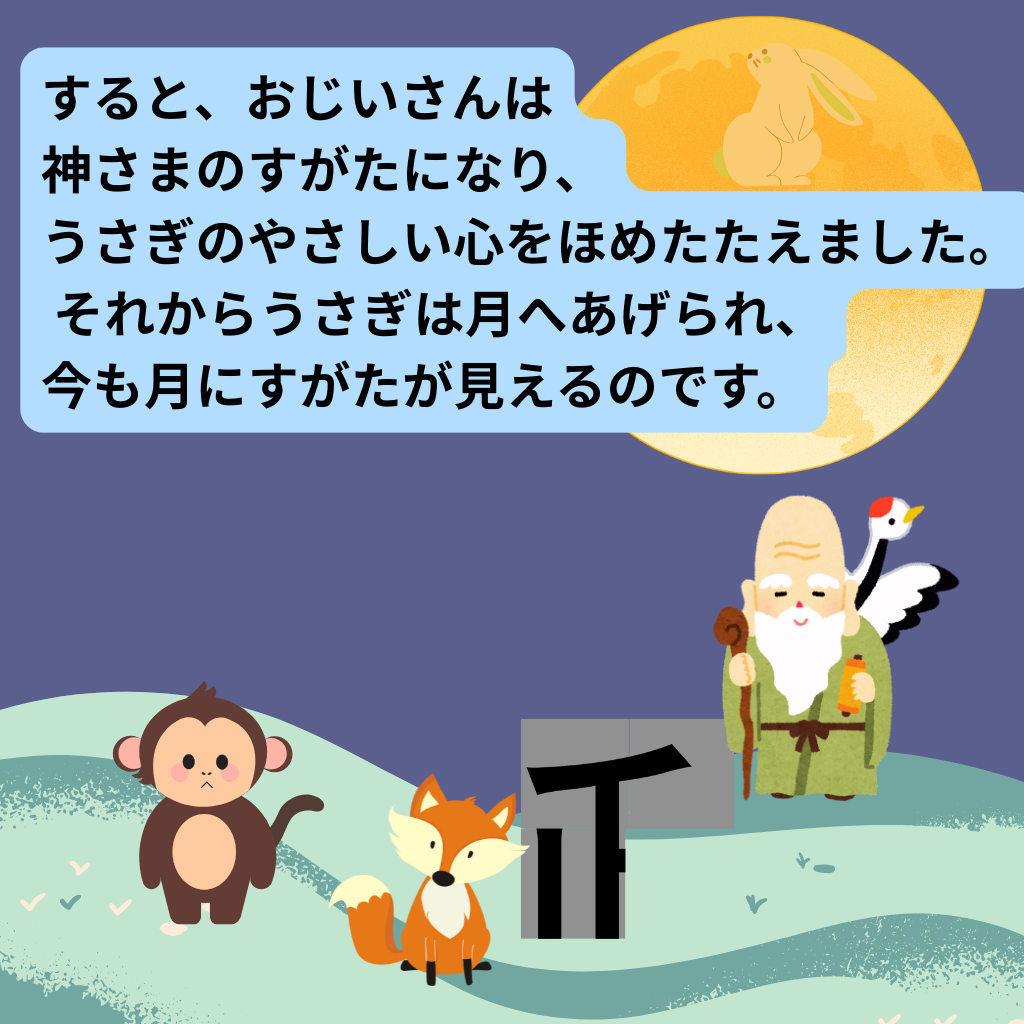 すると、おじいさんは
神さまのすがたになり、
うさぎのやさしい心をほめたたえました。
それからうさぎは月へあげられ、
今も月にすがたが見えるのです。